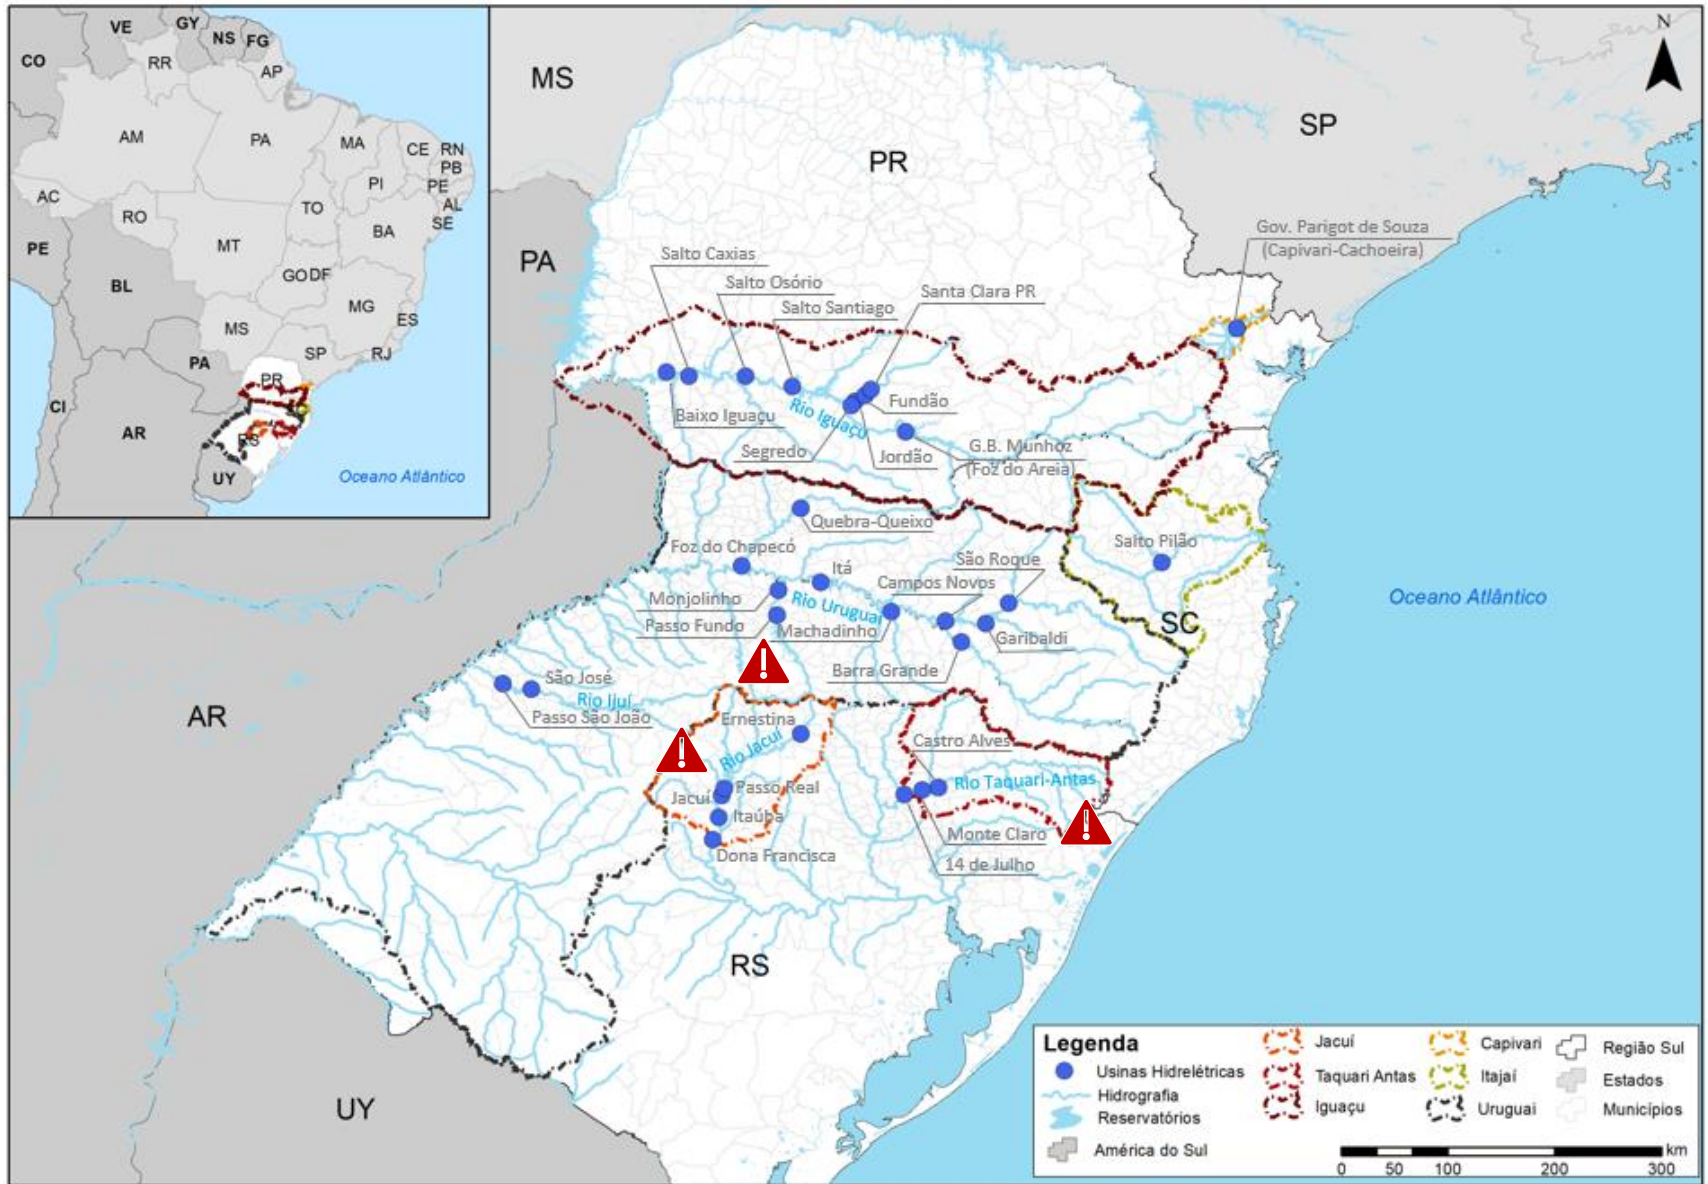 VE
GY
NS
FG
CO
RR
AP
AM
PA
MA
CE
RN
PB
PI
PE
AC
AL
SE
TO
RO
BA
MT
PE
GO
DF
BL
MG
ES
MS
SP
RJ
PA
PR
CI
AR
RS
UY
Oceano Atlântico
N
MS
SP
PR
PA
Gov. Parigot de Souza
(Capivari-Cachoeira)
Salto Caxias
Salto Osório
Santa Clara PR
Salto Santiago
Rio Iguaçu
Fundão
Baixo Iguaçu
Segredo
Jordão
G.B. Munhoz
(Foz do Areia)
Quebra-Queixo
Foz do Chapecó
Salto Pilão
São Roque
Itá
Campos Novos
Monjolinho
Rio Uruguai
Oceano Atlântico
Passo Fundo
Machadinho
SC
Garibaldi
Barra Grande
São José
Rio Ijuí
Passo São João
AR
Ernestina
Castro Alves
Rio Jacuí
Rio Taquari-Antas
Passo Real
Jacuí
Itaúba
Monte Claro
Dona Francisca
14 de Julho
RS
UY
Legenda
Usinas Hidrelétricas
Hidrografia
Reservatórios
América do Sul
Jacuí
Taquari Antas
Iguaçu
Capivari
Itajaí
Uruguai
Região Sul
Estados
Municípios
km
0 50 100 200 300